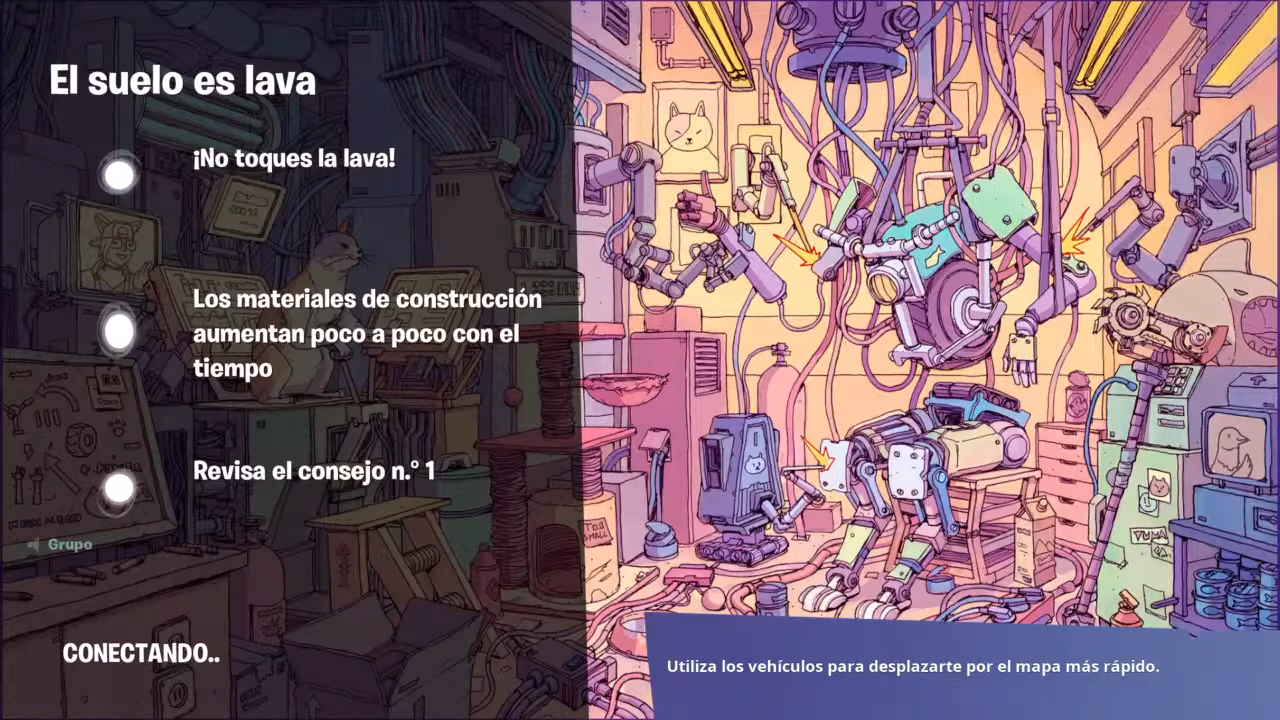 El suelo es lava
¡No toques la lava!
Los materiales de construcción
aumentan poco a poco con el
tiempo
Revisa el consejo n.° 1
Grupo
CONECTANDO..
Utiliza los vehículos para desplazarte por el mapa más rápido.